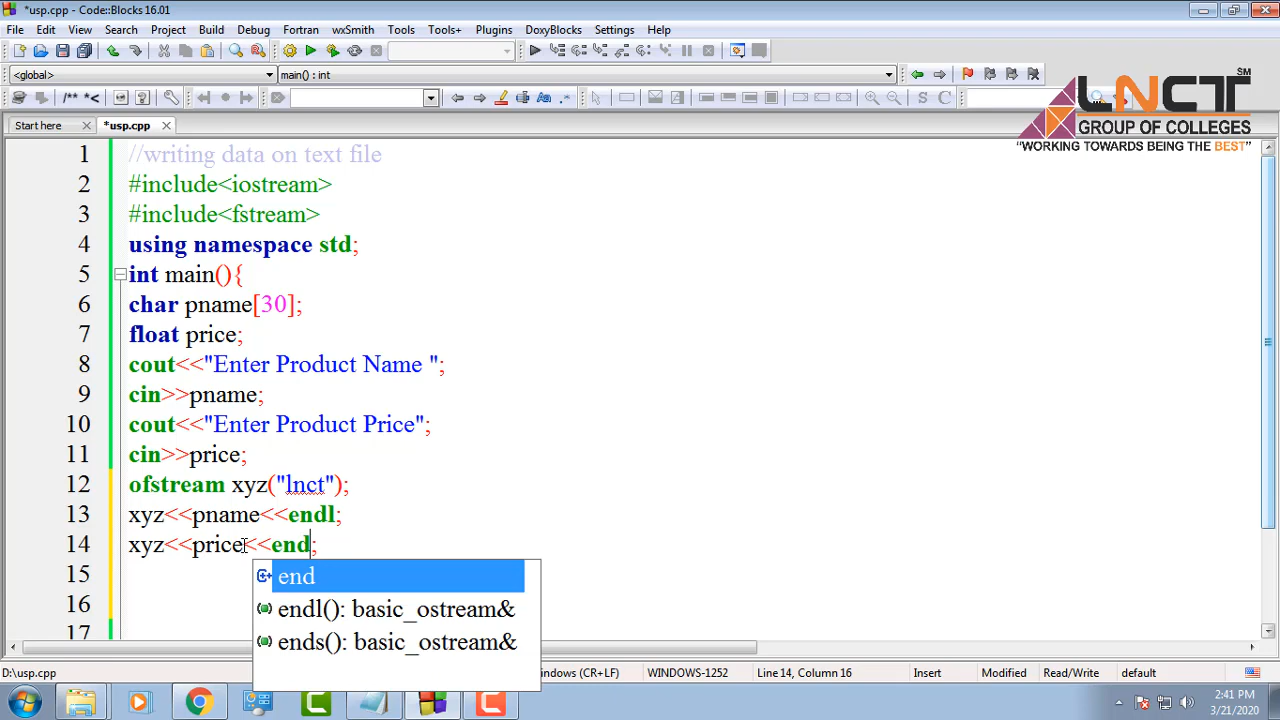 *usp.cpp - Code::Blocks 16.01
File Edit View Search Project Build Debug Fortran wxSmith Tools Tools+ Plugins DoxyBlocks Settings Help
<global> main() : int
/** *<
S C
LNCT SM
GROUP OF COLLEGES
"WORKING TOWARDS BEING THE BEST"
Start here *usp.cpp
1 //writing data on text file
2 #include<iostream>
3 #include<fstream>
4 using namespace std;
5 int main(){
6 char pname[30];
7 float price;
8 cout<<"Enter Product Name ";
9 cin>>pname;
10 cout<<"Enter Product Price";
11 cin>>price;
12 ofstream xyz("lnct");
13 xyz<<pname<<endl;
14 xyz<<price<<end;
15 end
16 endl(): basic_ostream&
ends(): basic_ostream&
17
D:\usp.cpp indows (CR+LF) WINDOWS-1252 Line 14, Column 16 Insert Modified Read/Write default
2:41 PM
3/21/2020